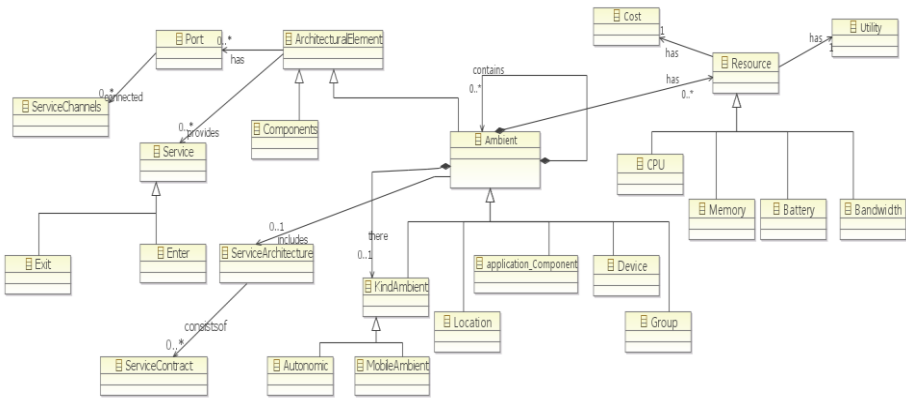 Cost
Utility
Port
0..*
ArchitecturalElement
has
1
has
has
1
Resource
contains
0..*
has
0..*
0..*
connected
ServiceChannels
0..*
provides
Components
Ambient
Service
CPU
Memory
Battery
Bandwidth
0..1
includes
there
0..1
Exit
Enter
ServiceArchitecture
application_Component
Device
KindAmbient
Location
Group
consistsof
0..*
ServiceContract
Autonomic
MobileAmbient